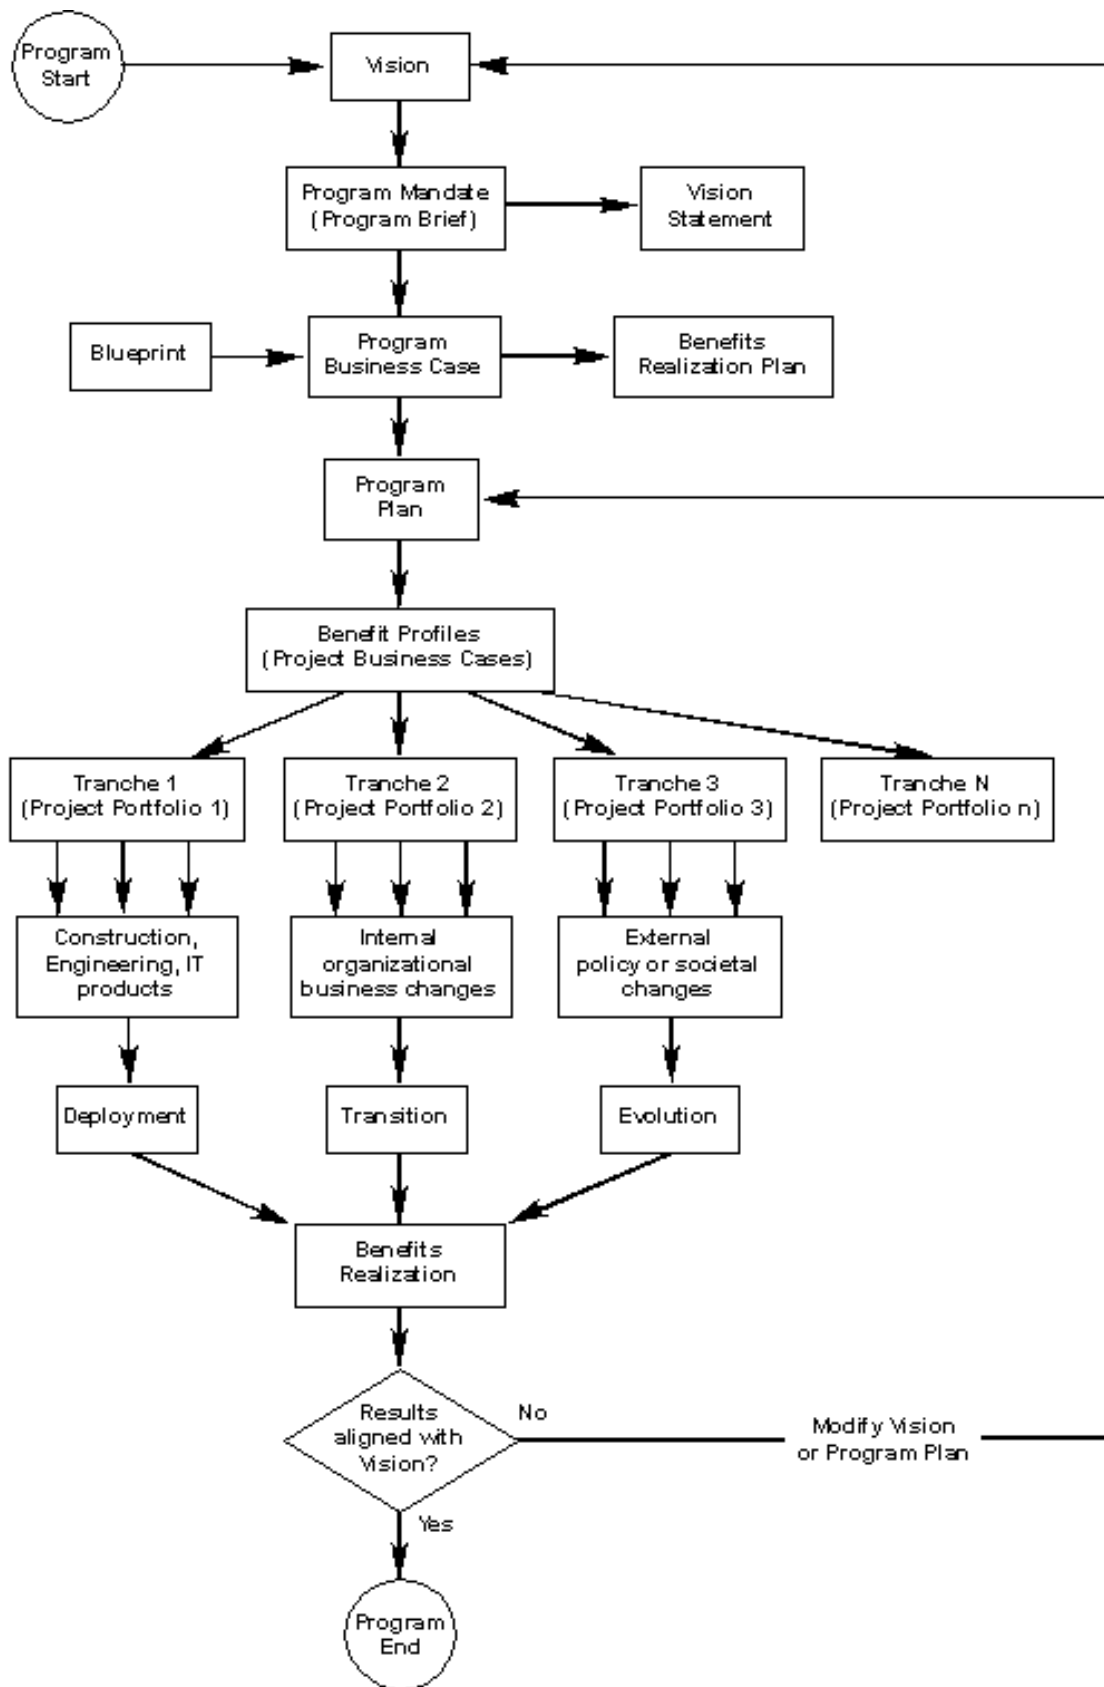 Program
Start
Vision
Program Mandate
(Program Brief)
Vision
Statement
Blueprint
Program
Business Case
Benefits
Realization Plan
Program
Plan
Benefit Profiles
(Project Business Cases)
Tranche 1
(Project Portfolio 1)
Tranche 2
(Project Portfolio 2)
Tranche 3
(Project Portfolio 3)
Tranche N
(Project Portfolio n)
Construction,
Engineering, IT
products
Internal
organizational
business changes
External
policy or societal
changes
Deployment
Transition
Evolution
Benefits
Realization
Results
aligned with
Vision?
No
Modify Vision
or Program Plan
Yes
Program
End